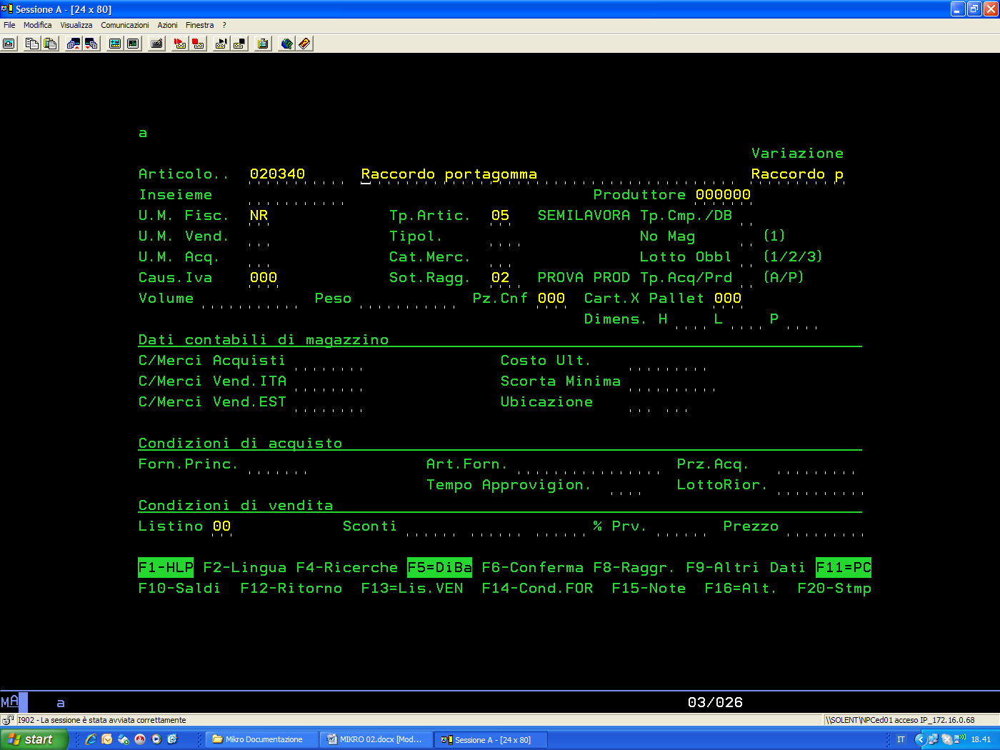 Sessione A - [24 x 80]
File Modifica Visualizza Comunicazioni Azioni Finestra ?
a
Variazione
Articolo.. 020340 Raccordo portagomma Raccordo p
Inseieme Produttore 000000
U.M. Fisc. NR Tp.Artic. 05 SEMILAVORA Tp.Cmp./DB
U.M. Vend. Tipol. No Mag (1)
U.M. Acq. Cat.Merc. Lotto Obbl (1/2/3)
Caus.Iva 000 Sot.Ragg. 02 PROVA PROD Tp.Acq/Prd (A/P)
Volume Peso Pz.Cnf 000 Cart.X Pallet 000
Dimens. H L P
Dati contabili di magazzino
C/Merci Acquisti Costo Ult.
C/Merci Vend.ITA Scorta Minima
C/Merci Vend.EST Ubicazione
Condizioni di acquisto
Forn.Princ. Art.Forn. Prz.Acq.
Tempo Approvigion. LottoRior.
Condizioni di vendita
Listino 00 Sconti % Prv. Prezzo
F1-HLP F2-Lingua F4-Ricerche F5=DiBa F6-Conferma F8-Raggr. F9-Altri Dati F11=PC
F10-Saldi F12-Ritorno F13=Lis.VEN F14-Cond.FOR F15-Note F16=Alt. F20-Stmp
MA a 03/026
I902 - La sessione è stata avviata correttamente \\SOLENT\NPCed01 acceso IP_172.16.0.68
start Mikro Documentazione MIKRO 02.docx [Mod... Sessione A - [24 x 80] IT 18.41